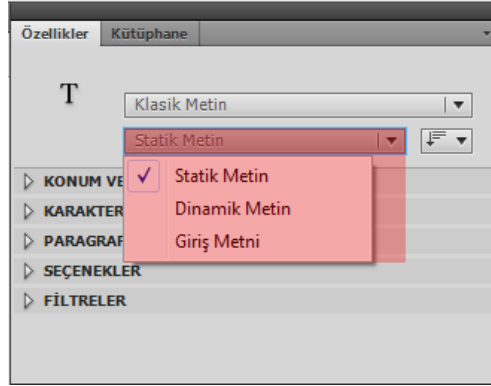 Özellikler Kütüphane
T
Klasik Metin
Statik Metin
Statik Metin
Dinamik Metin
Giriş Metni
KONUM VE
KARAKTER
PARAGRAF
SEÇENEKLER
FİLTRELER